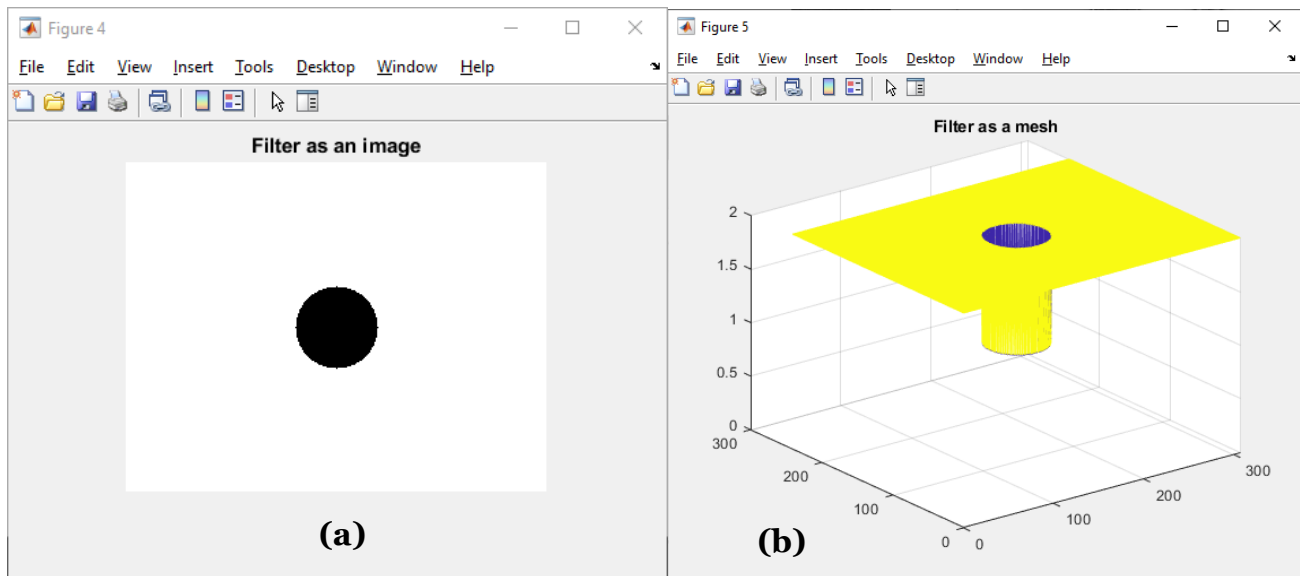 Figure 4
File Edit View Insert Tools Desktop Window Help
Filter as an image
(a)
Figure 5
File Edit View Insert Tools Desktop Window Help
Filter as a mesh
2
1.5
1
0.5
0
300
200
100
0
0
100
200
300
(b)